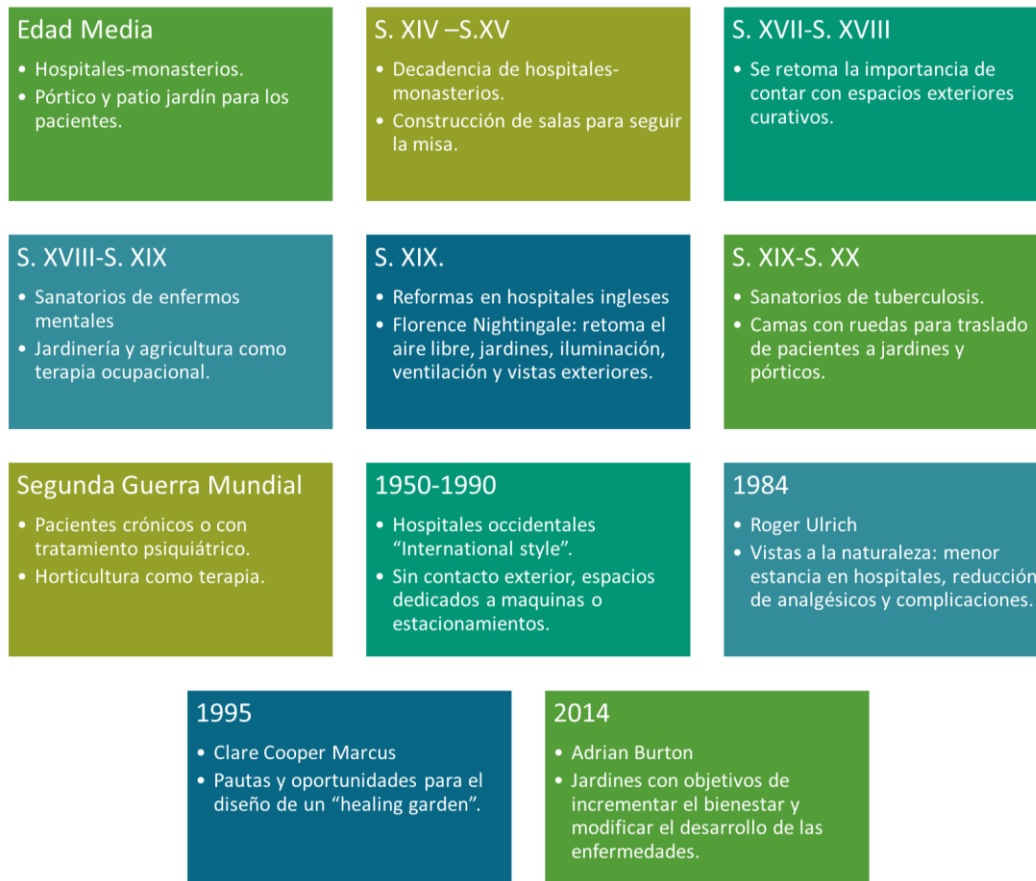 Edad Media
• Hospitales-monasterios.
• Pórtico y patio jardín para los
pacientes.
S. XIV –S.XV
• Decadencia de hospitales-
monasterios.
• Construcción de salas para seguir
la misa.
S. XVII-S. XVIII
• Se retoma la importancia de
contar con espacios exteriores
curativos.
S. XVIII-S. XIX
• Sanatorios de enfermos
mentales
• Jardinería y agricultura como
terapia ocupacional.
S. XIX.
• Reformas en hospitales ingleses
• Florence Nightingale: retoma el
aire libre, jardines, iluminación,
ventilación y vistas exteriores.
S. XIX-S. XX
• Sanatorios de tuberculosis.
• Camas con ruedas para traslado
de pacientes a jardines y
pórticos.
Segunda Guerra Mundial
• Pacientes crónicos o con
tratamiento psiquiátrico.
• Horticultura como terapia.
1950-1990
• Hospitales occidentales
“International style”.
• Sin contacto exterior, espacios
dedicados a maquinas o
estacionamientos.
1984
• Roger Ulrich
• Vistas a la naturaleza: menor
estancia en hospitales, reducción
de analgésicos y complicaciones.
1995
• Clare Cooper Marcus
• Pautas y oportunidades para el
diseño de un “healing garden”.
2014
• Adrian Burton
• Jardines con objetivos de
incrementar el bienestar y
modificar el desarrollo de las
enfermedades.